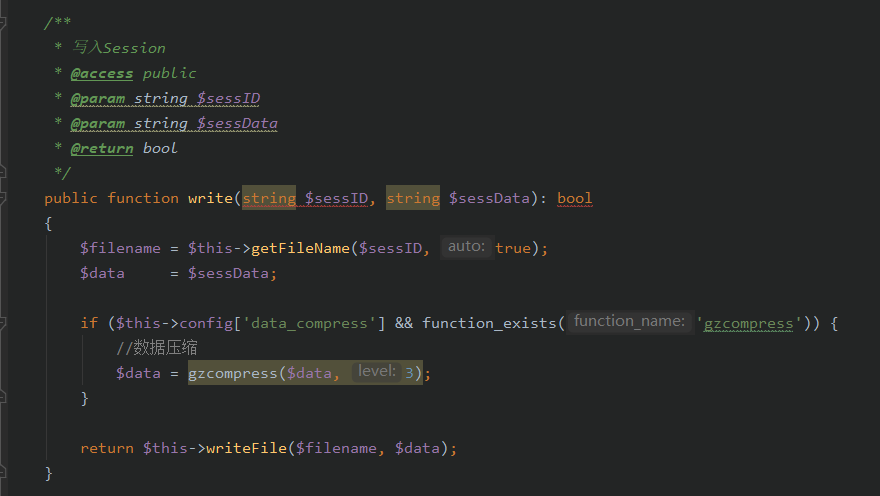 /**
 * 写入Session
 * @access public
 * @param string $sessID
 * @param string $sessData
 * @return bool
 */
public function write(string $sessID, string $sessData): bool
{
    $filename = $this->getFileName($sessID, auto: true);
    $data     = $sessData;

    if ($this->config['data_compress'] && function_exists( function_name: 'gzcompress')) {
        //数据压缩
        $data = gzcompress($data, level: 3);
    }

    return $this->writeFile($filename, $data);
}